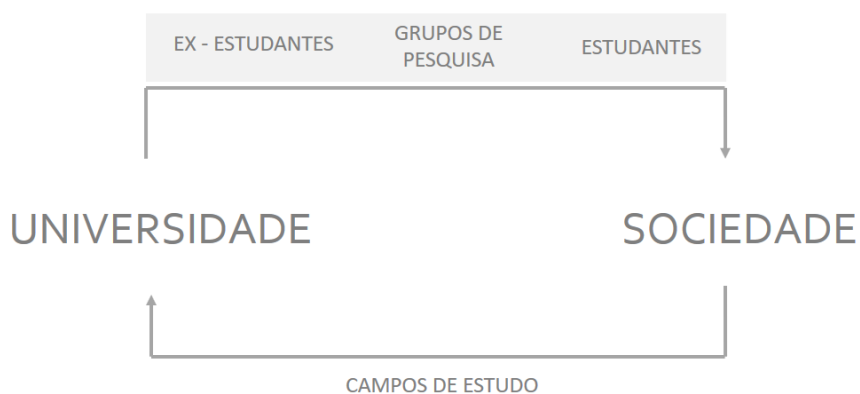 EX - ESTUDANTES
GRUPOS DE
PESQUISA
ESTUDANTES
UNIVERSIDADE
SOCIEDADE
CAMPOS DE ESTUDO